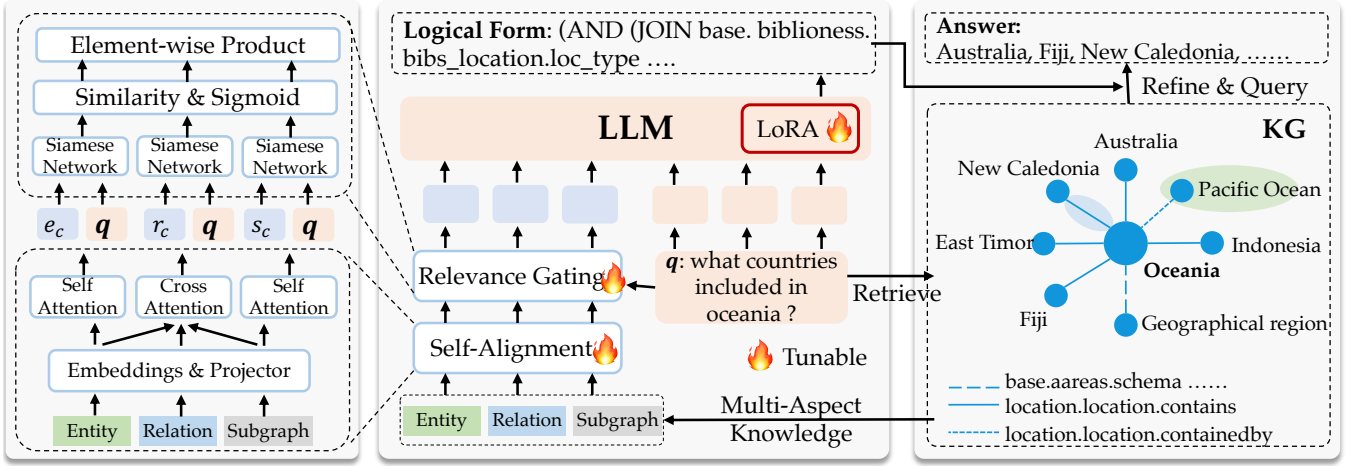 Element-wise Product
Similarity & Sigmoid
Siamese
Network
Siamese
Network
Siamese
Network
e_c
q
r_c
q
s_c
q
Self
Attention
Cross
Attention
Self
Attention
Embeddings & Projector
Entity
Relation
Subgraph
Logical Form: (AND (JOIN base. biblioness.
bibs_location.loc_type ….
LLM
LoRA
Relevance Gating
q: what countries
included in
oceania ?
Self-Alignment
Tunable
Entity
Relation
Subgraph
Retrieve
Multi-Aspect
Knowledge
Answer:
Australia, Fiji, New Caledonia, ……
Refine & Query
KG
Australia
New Caledonia
Pacific Ocean
East Timor
Indonesia
Oceania
Fiji
Geographical region
base.aareas.schema ……
location.location.contains
location.location.containedby